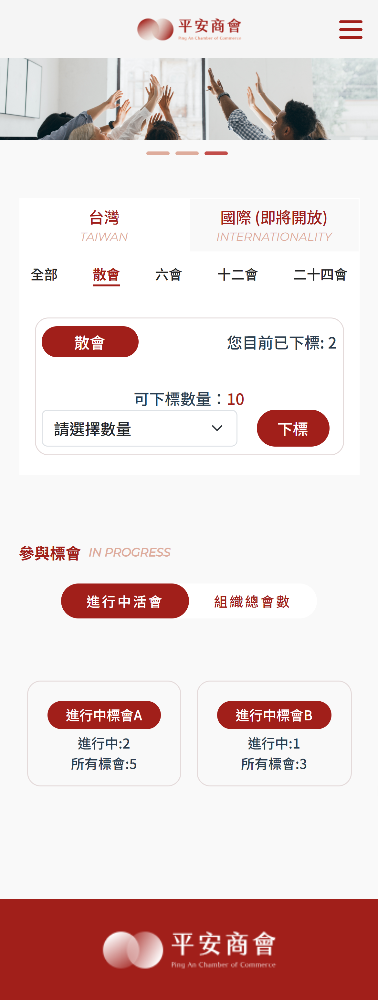 平安商會
Ping An Chamber of Commerce
台灣
TAIWAN
國際 (即將開放)
INTERNATIONALITY
全部 散會 六會 十二會 二十四會
散會
您目前已下標: 2
可下標數量：10
請選擇數量
下標
參與標會 IN PROGRESS
進行中活會
組織總會數
進行中標會A
進行中:2
所有標會:5
進行中標會B
進行中:1
所有標會:3
平安商會
Ping An Chamber of Commerce